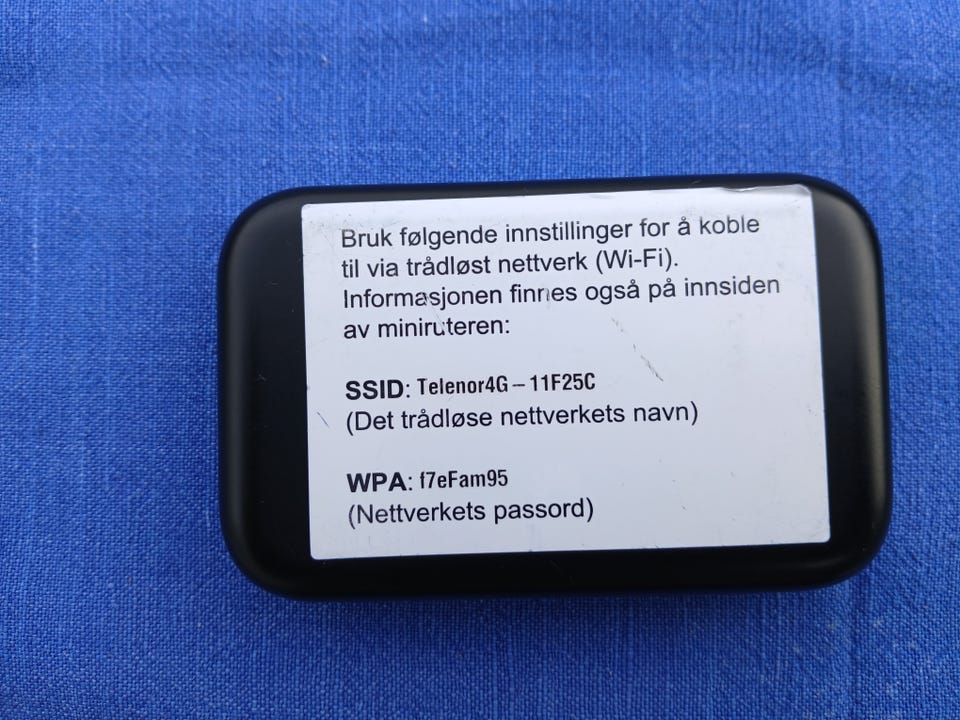 Bruk følgende innstillinger for å koble
til via trådløst nettverk (Wi-Fi).
Informasjonen finnes også på innsiden
av miniruteren:
SSID: Telenor4G – 11F25C
(Det trådløse nettverkets navn)
WPA: f7eFam95
(Nettverkets passord)